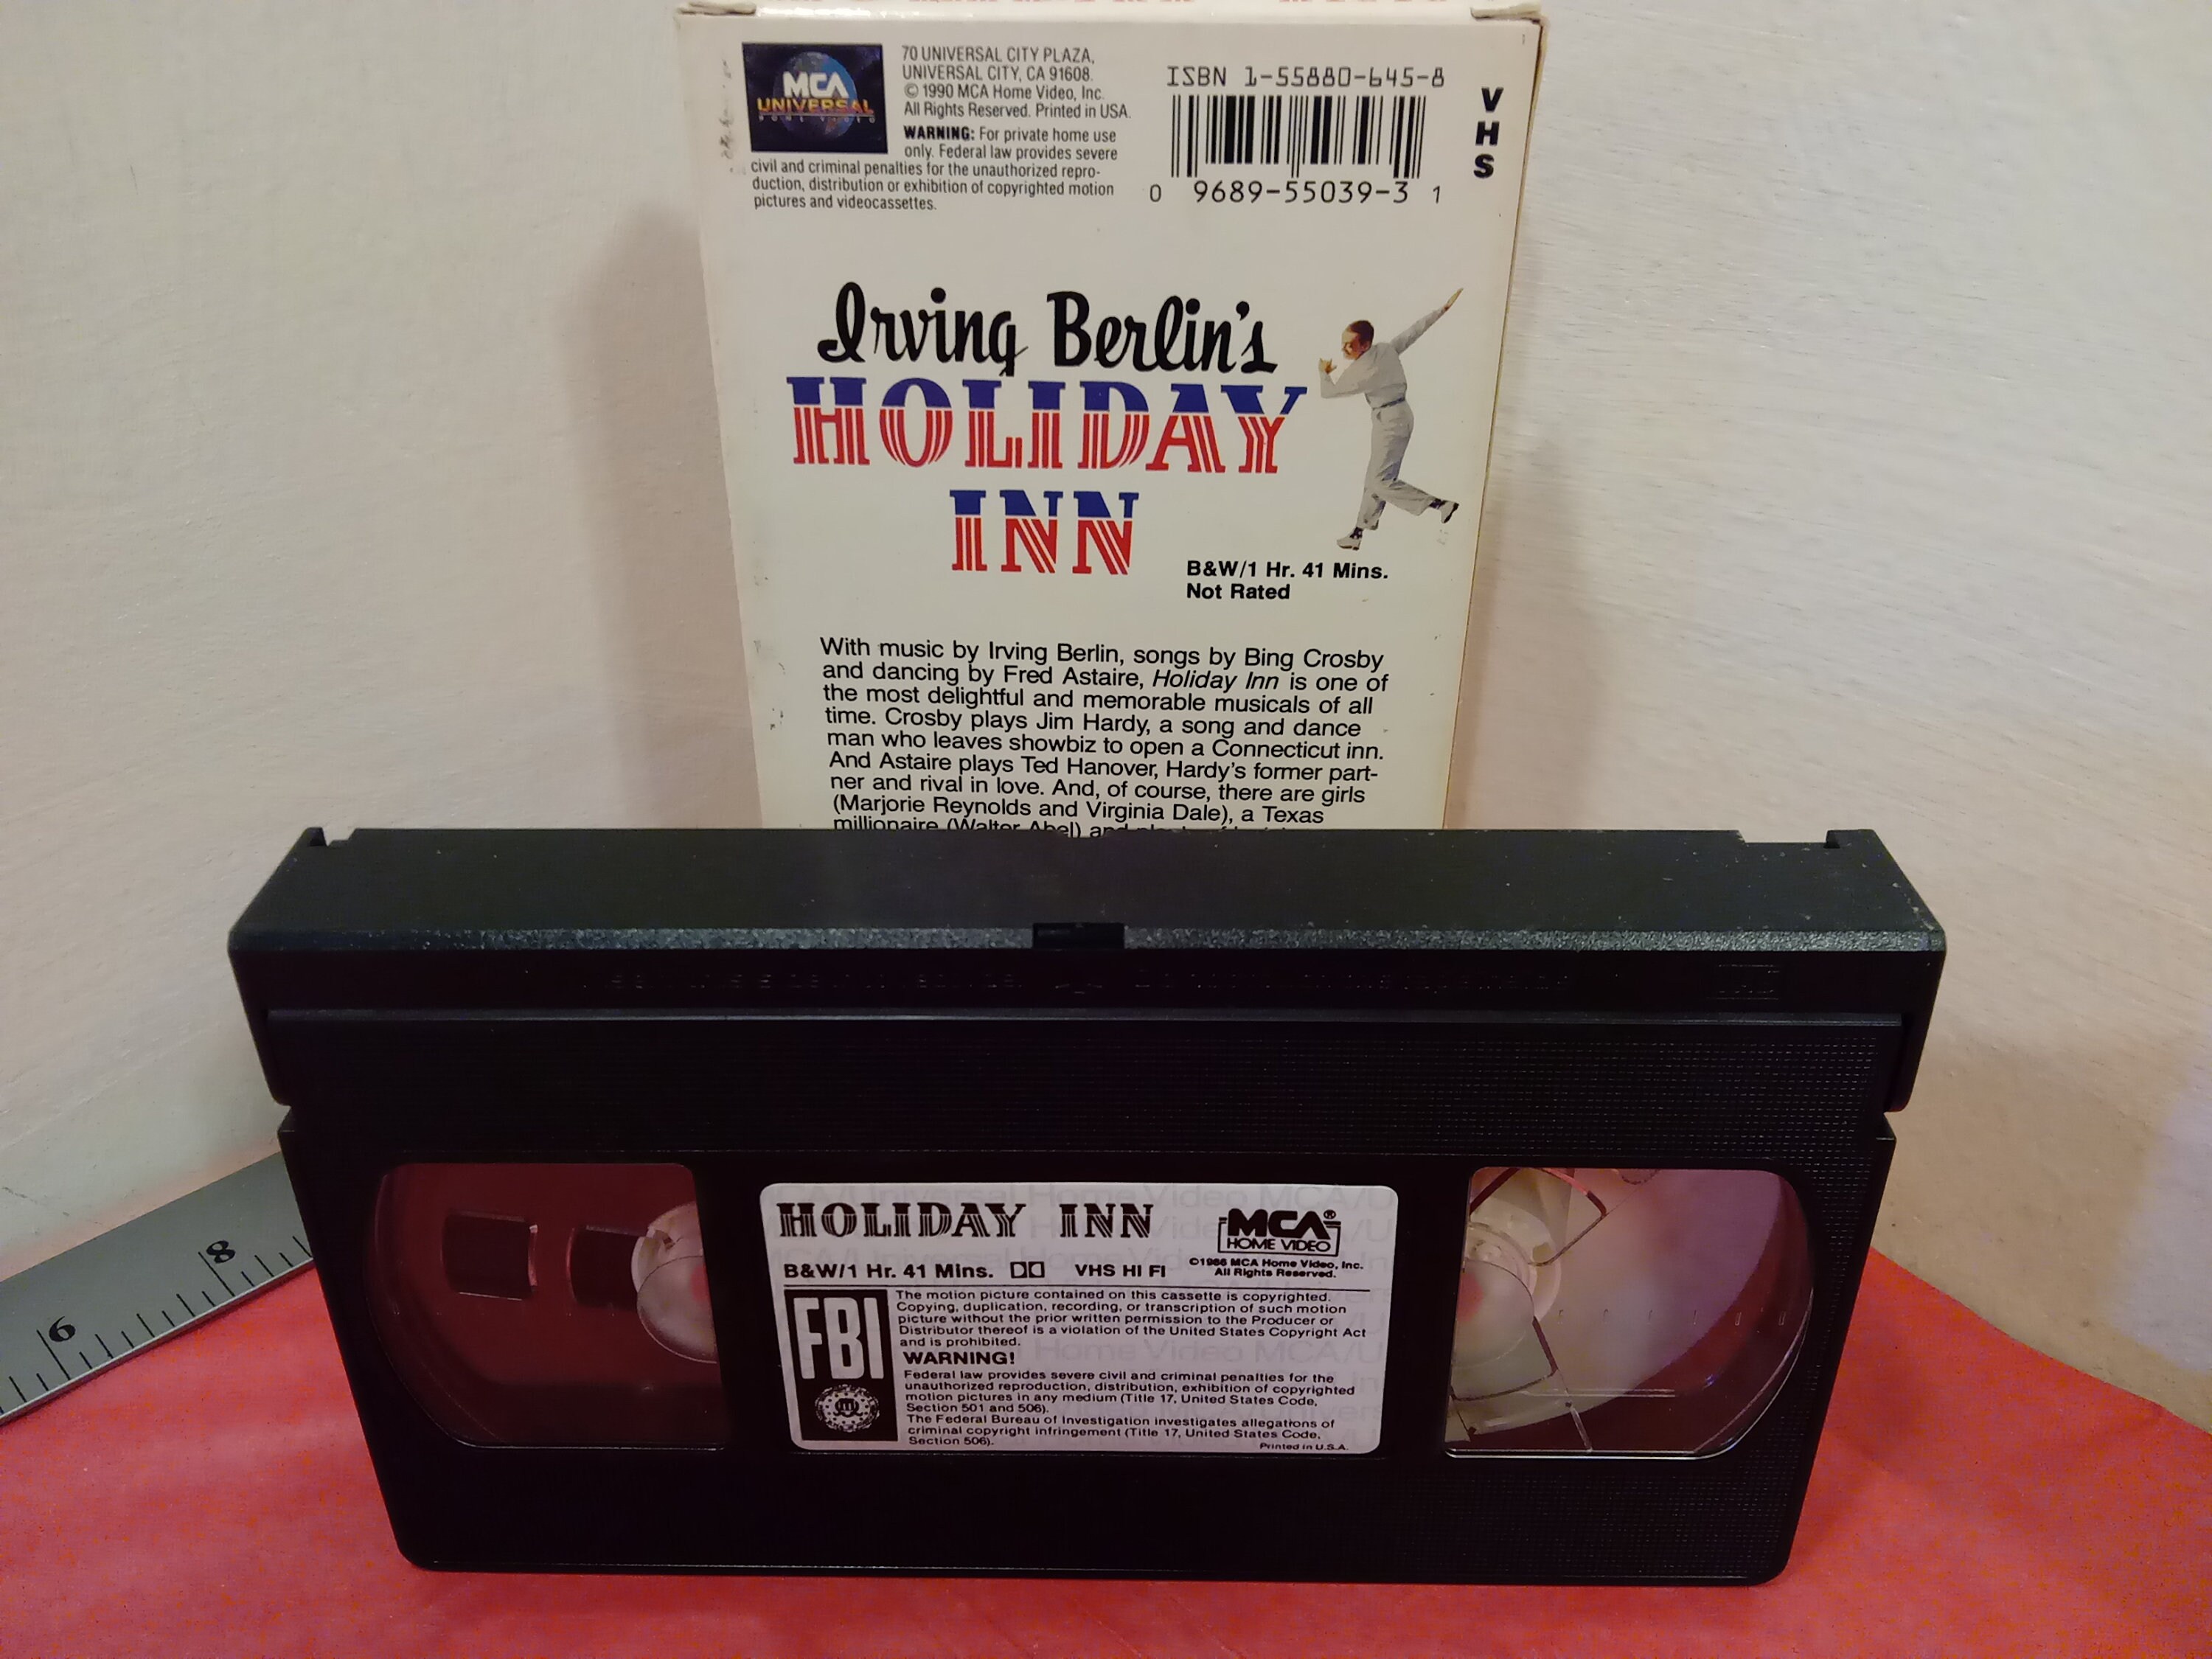 MCA
UNIVERSAL
HOME VIDEO
70 UNIVERSAL CITY PLAZA,
UNIVERSAL CITY, CA 91608.
© 1990 MCA Home Video, Inc.
All Rights Reserved. Printed in USA.
WARNING: For private home use
only. Federal law provides severe
civil and criminal penalties for the unauthorized repro-
duction, distribution or exhibition of copyrighted motion
pictures and videocassettes.
ISBN 1-55880-645-8
0 9689-55039-3 1
VHS
Irving Berlin's
HOLIDAY
INN
B&W/1 Hr. 41 Mins.
Not Rated
With music by Irving Berlin, songs by Bing Crosby
and dancing by Fred Astaire, Holiday Inn is one of
the most delightful and memorable musicals of all
time. Crosby plays Jim Hardy, a song and dance
man who leaves showbiz to open a Connecticut inn.
And Astaire plays Ted Hanover, Hardy's former part-
ner and rival in love. And, of course, there are girls
(Marjorie Reynolds and Virginia Dale), a Texas
millionaire (Walter Abel) and
6
8
HOLIDAY INN
MCA®
HOME VIDEO
B&W/1 Hr. 41 Mins. VHS HI FI
©1986 MCA Home Video, Inc.
All Rights Reserved.
FBI
The motion picture contained on this cassette is copyrighted.
Copying, duplication, recording, or transcription of such motion
picture without the prior written permission to the Producer or
Distributor thereof is a violation of the United States Copyright Act
and is prohibited.
WARNING!
Federal law provides severe civil and criminal penalties for the
unauthorized reproduction, distribution, exhibition of copyrighted
motion pictures in any medium (Title 17, United States Code,
Section 501 and 506).
The Federal Bureau of Investigation investigates allegations of
criminal copyright infringement (Title 17, United States Code,
Section 506).
Printed in U.S.A.